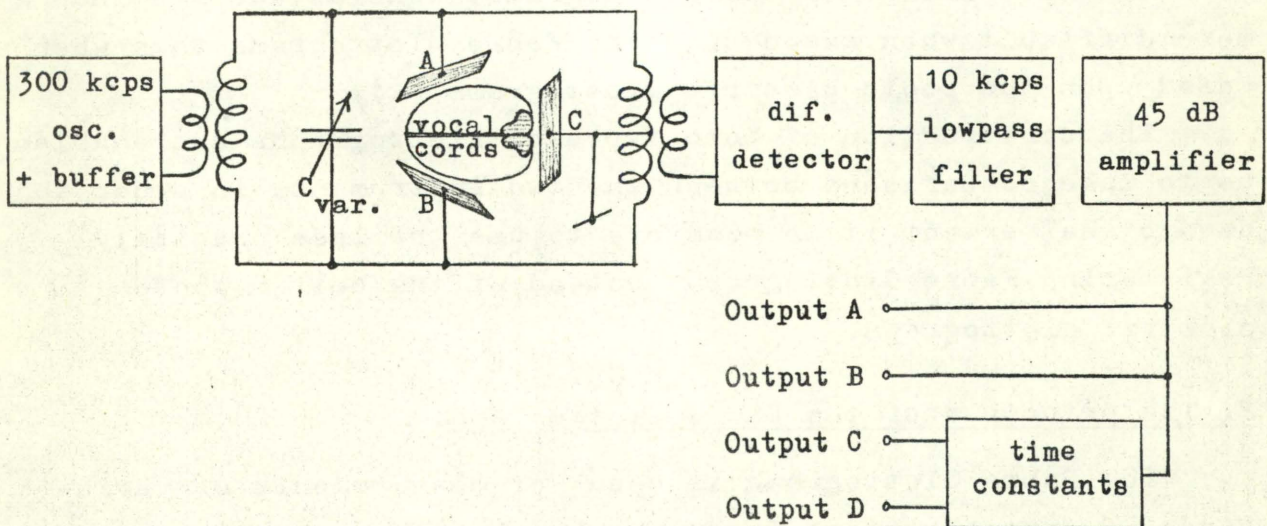 300 kcps
osc.
+ buffer
C
var.
A
vocal
cords
B
C
dif.
detector
10 kcps
lowpass
filter
45 dB
amplifier
Output A
Output B
Output C
Output D
time
constants